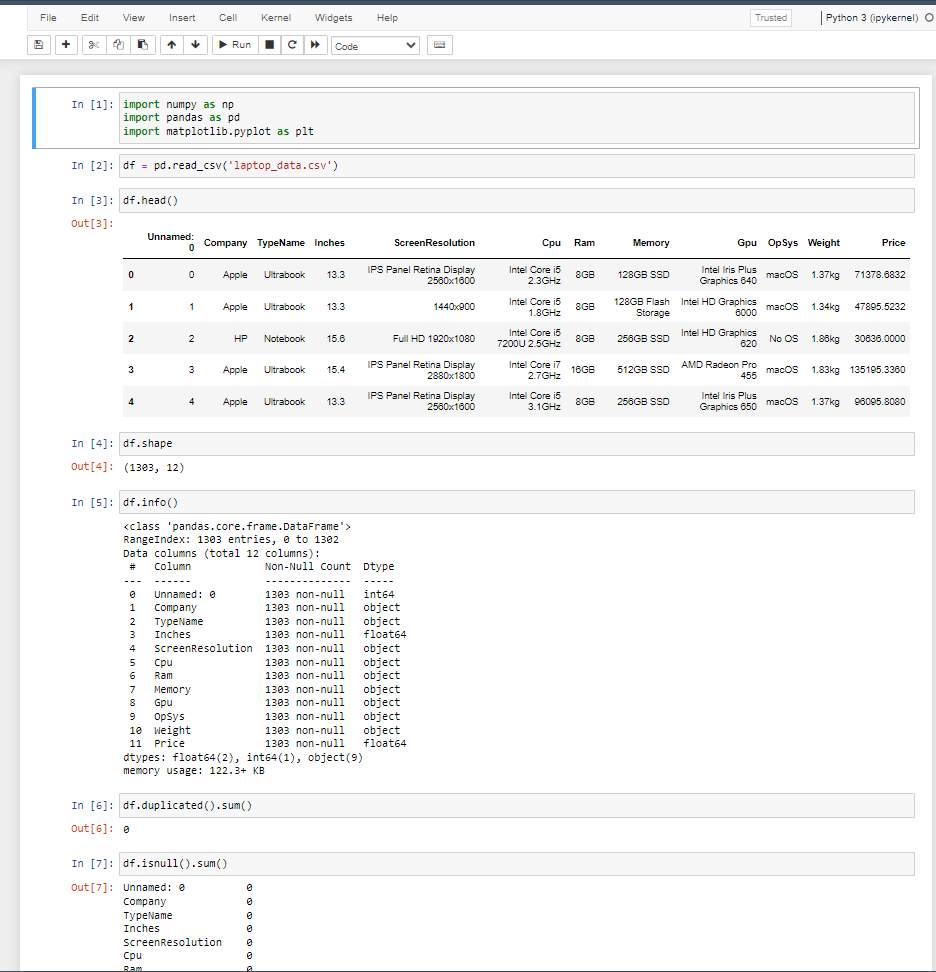 File Edit View Insert Cell Kernel Widgets Help Trusted Python 3 (ipykernel)
Run Code
In [1]: import numpy as np
import pandas as pd
import matplotlib.pyplot as plt
In [2]: df = pd.read_csv('laptop_data.csv')
In [3]: df.head()
Out[3]:
Unnamed: 0 Company TypeName Inches ScreenResolution Cpu Ram Memory Gpu OpSys Weight Price
0 0 Apple Ultrabook 13.3 IPS Panel Retina Display 2560x1600 Intel Core i5 2.3GHz 8GB 128GB SSD Intel Iris Plus Graphics 640 macOS 1.37kg 71378.6832
1 1 Apple Ultrabook 13.3 1440x900 Intel Core i5 1.8GHz 8GB 128GB Flash Storage Intel HD Graphics 6000 macOS 1.34kg 47895.5232
2 2 HP Notebook 15.6 Full HD 1920x1080 Intel Core i5 7200U 2.5GHz 8GB 256GB SSD Intel HD Graphics 620 No OS 1.86kg 30636.0000
3 3 Apple Ultrabook 15.4 IPS Panel Retina Display 2880x1800 Intel Core i7 2.7GHz 16GB 512GB SSD AMD Radeon Pro 455 macOS 1.83kg 135195.3360
4 4 Apple Ultrabook 13.3 IPS Panel Retina Display 2560x1600 Intel Core i5 3.1GHz 8GB 256GB SSD Intel Iris Plus Graphics 650 macOS 1.37kg 96095.8080
In [4]: df.shape
Out[4]: (1303, 12)
In [5]: df.info()
<class 'pandas.core.frame.DataFrame'>
RangeIndex: 1303 entries, 0 to 1302
Data columns (total 12 columns):
# Column Non-Null Count Dtype
--- ------ -------------- -----
0 Unnamed: 0 1303 non-null int64
1 Company 1303 non-null object
2 TypeName 1303 non-null object
3 Inches 1303 non-null float64
4 ScreenResolution 1303 non-null object
5 Cpu 1303 non-null object
6 Ram 1303 non-null object
7 Memory 1303 non-null object
8 Gpu 1303 non-null object
9 OpSys 1303 non-null object
10 Weight 1303 non-null object
11 Price 1303 non-null float64
dtypes: float64(2), int64(1), object(9)
memory usage: 122.3+ KB
In [6]: df.duplicated().sum()
Out[6]: 0
In [7]: df.isnull().sum()
Out[7]: Unnamed: 0 0
Company 0
TypeName 0
Inches 0
ScreenResolution 0
Cpu 0
Ram 0